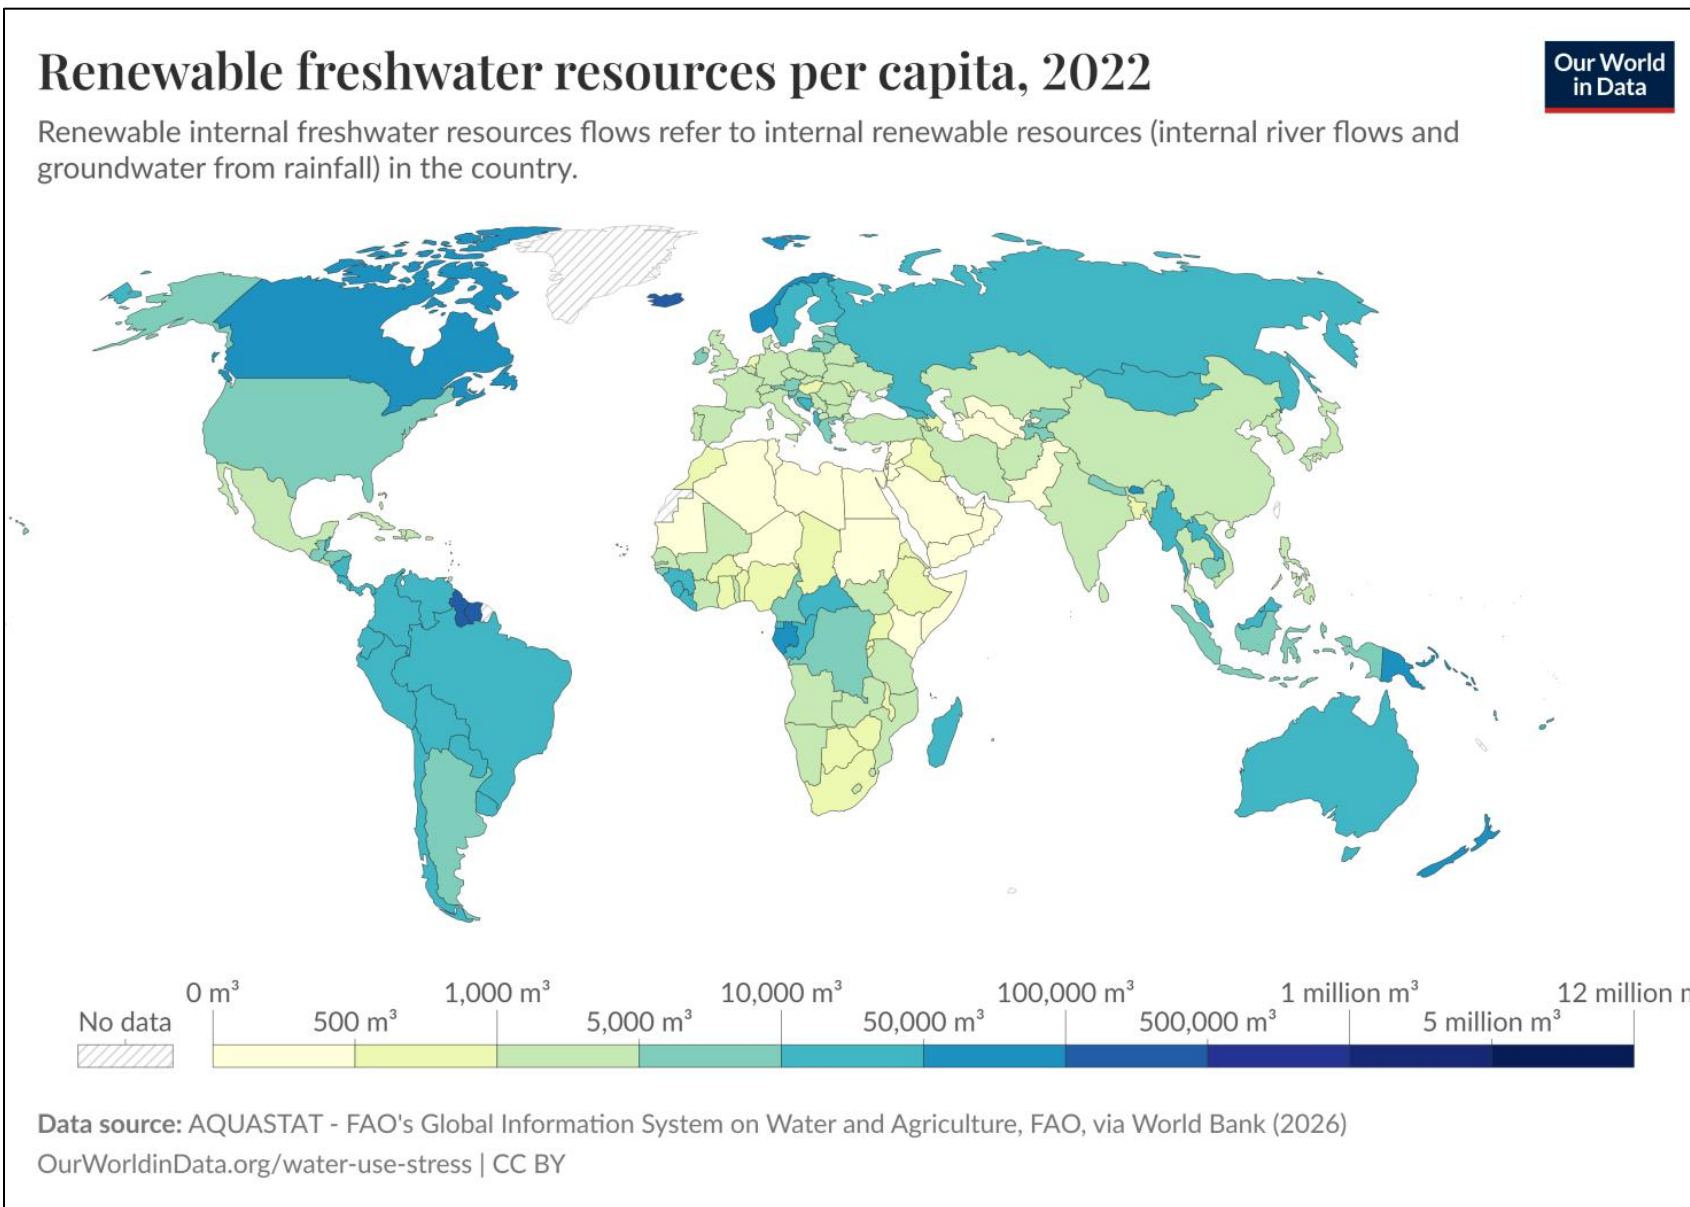 Renewable freshwater resources per capita, 2022
Our World
in Data
Renewable internal freshwater resources flows refer to internal renewable resources (internal river flows and
groundwater from rainfall) in the country.
0 m³ 1,000 m³ 10,000 m³ 100,000 m³ 1 million m³ 12 million
No data 500 m³ 5,000 m³ 50,000 m³ 500,000 m³ 5 million m³
Data source: AQUASTAT - FAO's Global Information System on Water and Agriculture, FAO, via World Bank (2026)
OurWorldinData.org/water-use-stress | CC BY